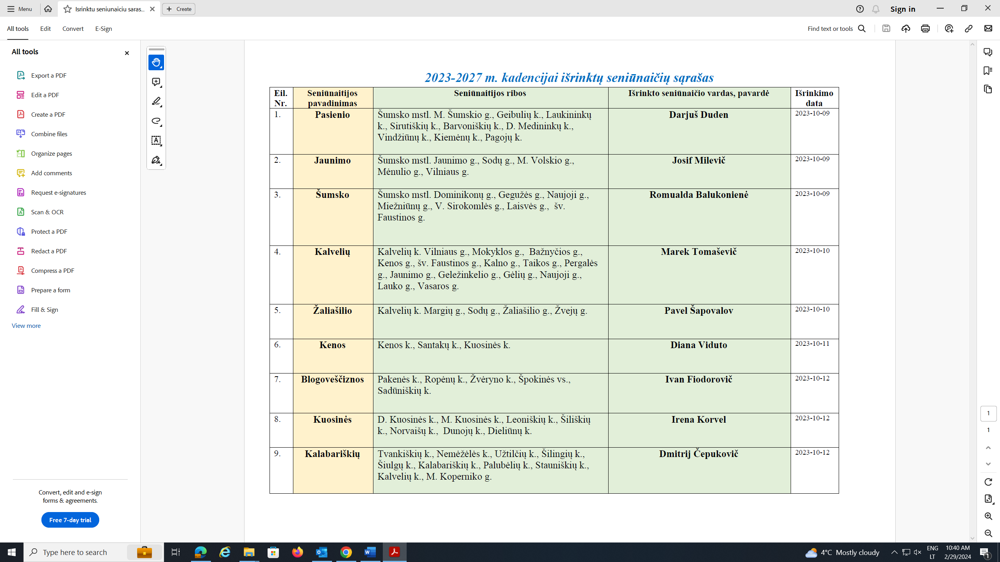 Menu
Isrinktu seniunaiciu saras...
Create
Sign in
All tools
Edit
Convert
E-Sign
Find text or tools
All tools
Export a PDF
Edit a PDF
Create a PDF
Combine files
Organize pages
Add comments
Request e-signatures
Scan & OCR
Protect a PDF
Redact a PDF
Compress a PDF
Prepare a form
Fill & Sign
View more
Convert, edit and e-sign
forms & agreements.
Free 7-day trial
2023-2027 m. kadencijai išrinktų seniūnaičių sąrašas
Eil. Nr. Seniūnaitijos pavadinimas Seniūnaitijos ribos Išrinkto seniūnaičio vardas, pavardė Išrinkimo data
1. Pasienio Šumsko mstl. M. Šumskio g., Geibulių k., Laukininkų Darjuš Duden 2023-10-09
k., Sirutiškių k., Barvoniškių k., D. Medininkų k.,
Vindžiūnų k., Kiemėnų k., Pagojų k.
2. Jaunimo Šumsko mstl. Jaunimo g., Sodų g., M. Volskio g., Josif Milevič 2023-10-09
Mėnulio g., Vilniaus g.
3. Šumsko Šumsko mstl. Dominikonų g., Gegužės g., Naujoji g., Romualda Balukonienė 2023-10-09
Miežniūnų g., V. Sirokomlės g., Laisvės g., šv.
Faustinos g.
4. Kalvelių Kalvelių k. Vilniaus g., Mokyklos g., Bažnyčios g., Marek Tomaševič 2023-10-10
Kenos g., šv. Faustinos g., Kalno g., Taikos g., Pergalės
g., Jaunimo g., Geležinkelio g., Gėlių g., Naujoji g.,
Lauko g., Vasaros g.
5. Žaliašilio Kalvelių k. Margių g., Sodų g., Žaliašilio g., Žvejų g. Pavel Šapovalov 2023-10-10
6. Kenos Kenos k., Santakų k., Kuosinės k. Diana Viduto 2023-10-11
7. Blogoveščiznos Pakenės k., Ropėnų k., Žvėryno k., Špokinės vs., Ivan Fiodorovič 2023-10-12
Sadūniškių k.
8. Kuosinės D. Kuosinės k., M. Kuosinės k., Leoniškių k., Šiliškių Irena Korvel 2023-10-12
k., Norvaišų k., Dunojų k., Dieliūnų k.
9. Kalabariškių Tvankiškių k., Nemėžėlės k., Užtilčių k., Šilingių k., Dmitrij Čepukovič 2023-10-12
Šiulgų k., Kalabariškių k., Palubėlių k., Stauniškių k.,
Kalvelių k., M. Koperniko g.
1
1
Type here to search
4°C Mostly cloudy
ENG
LT
10:40 AM
2/29/2024
1